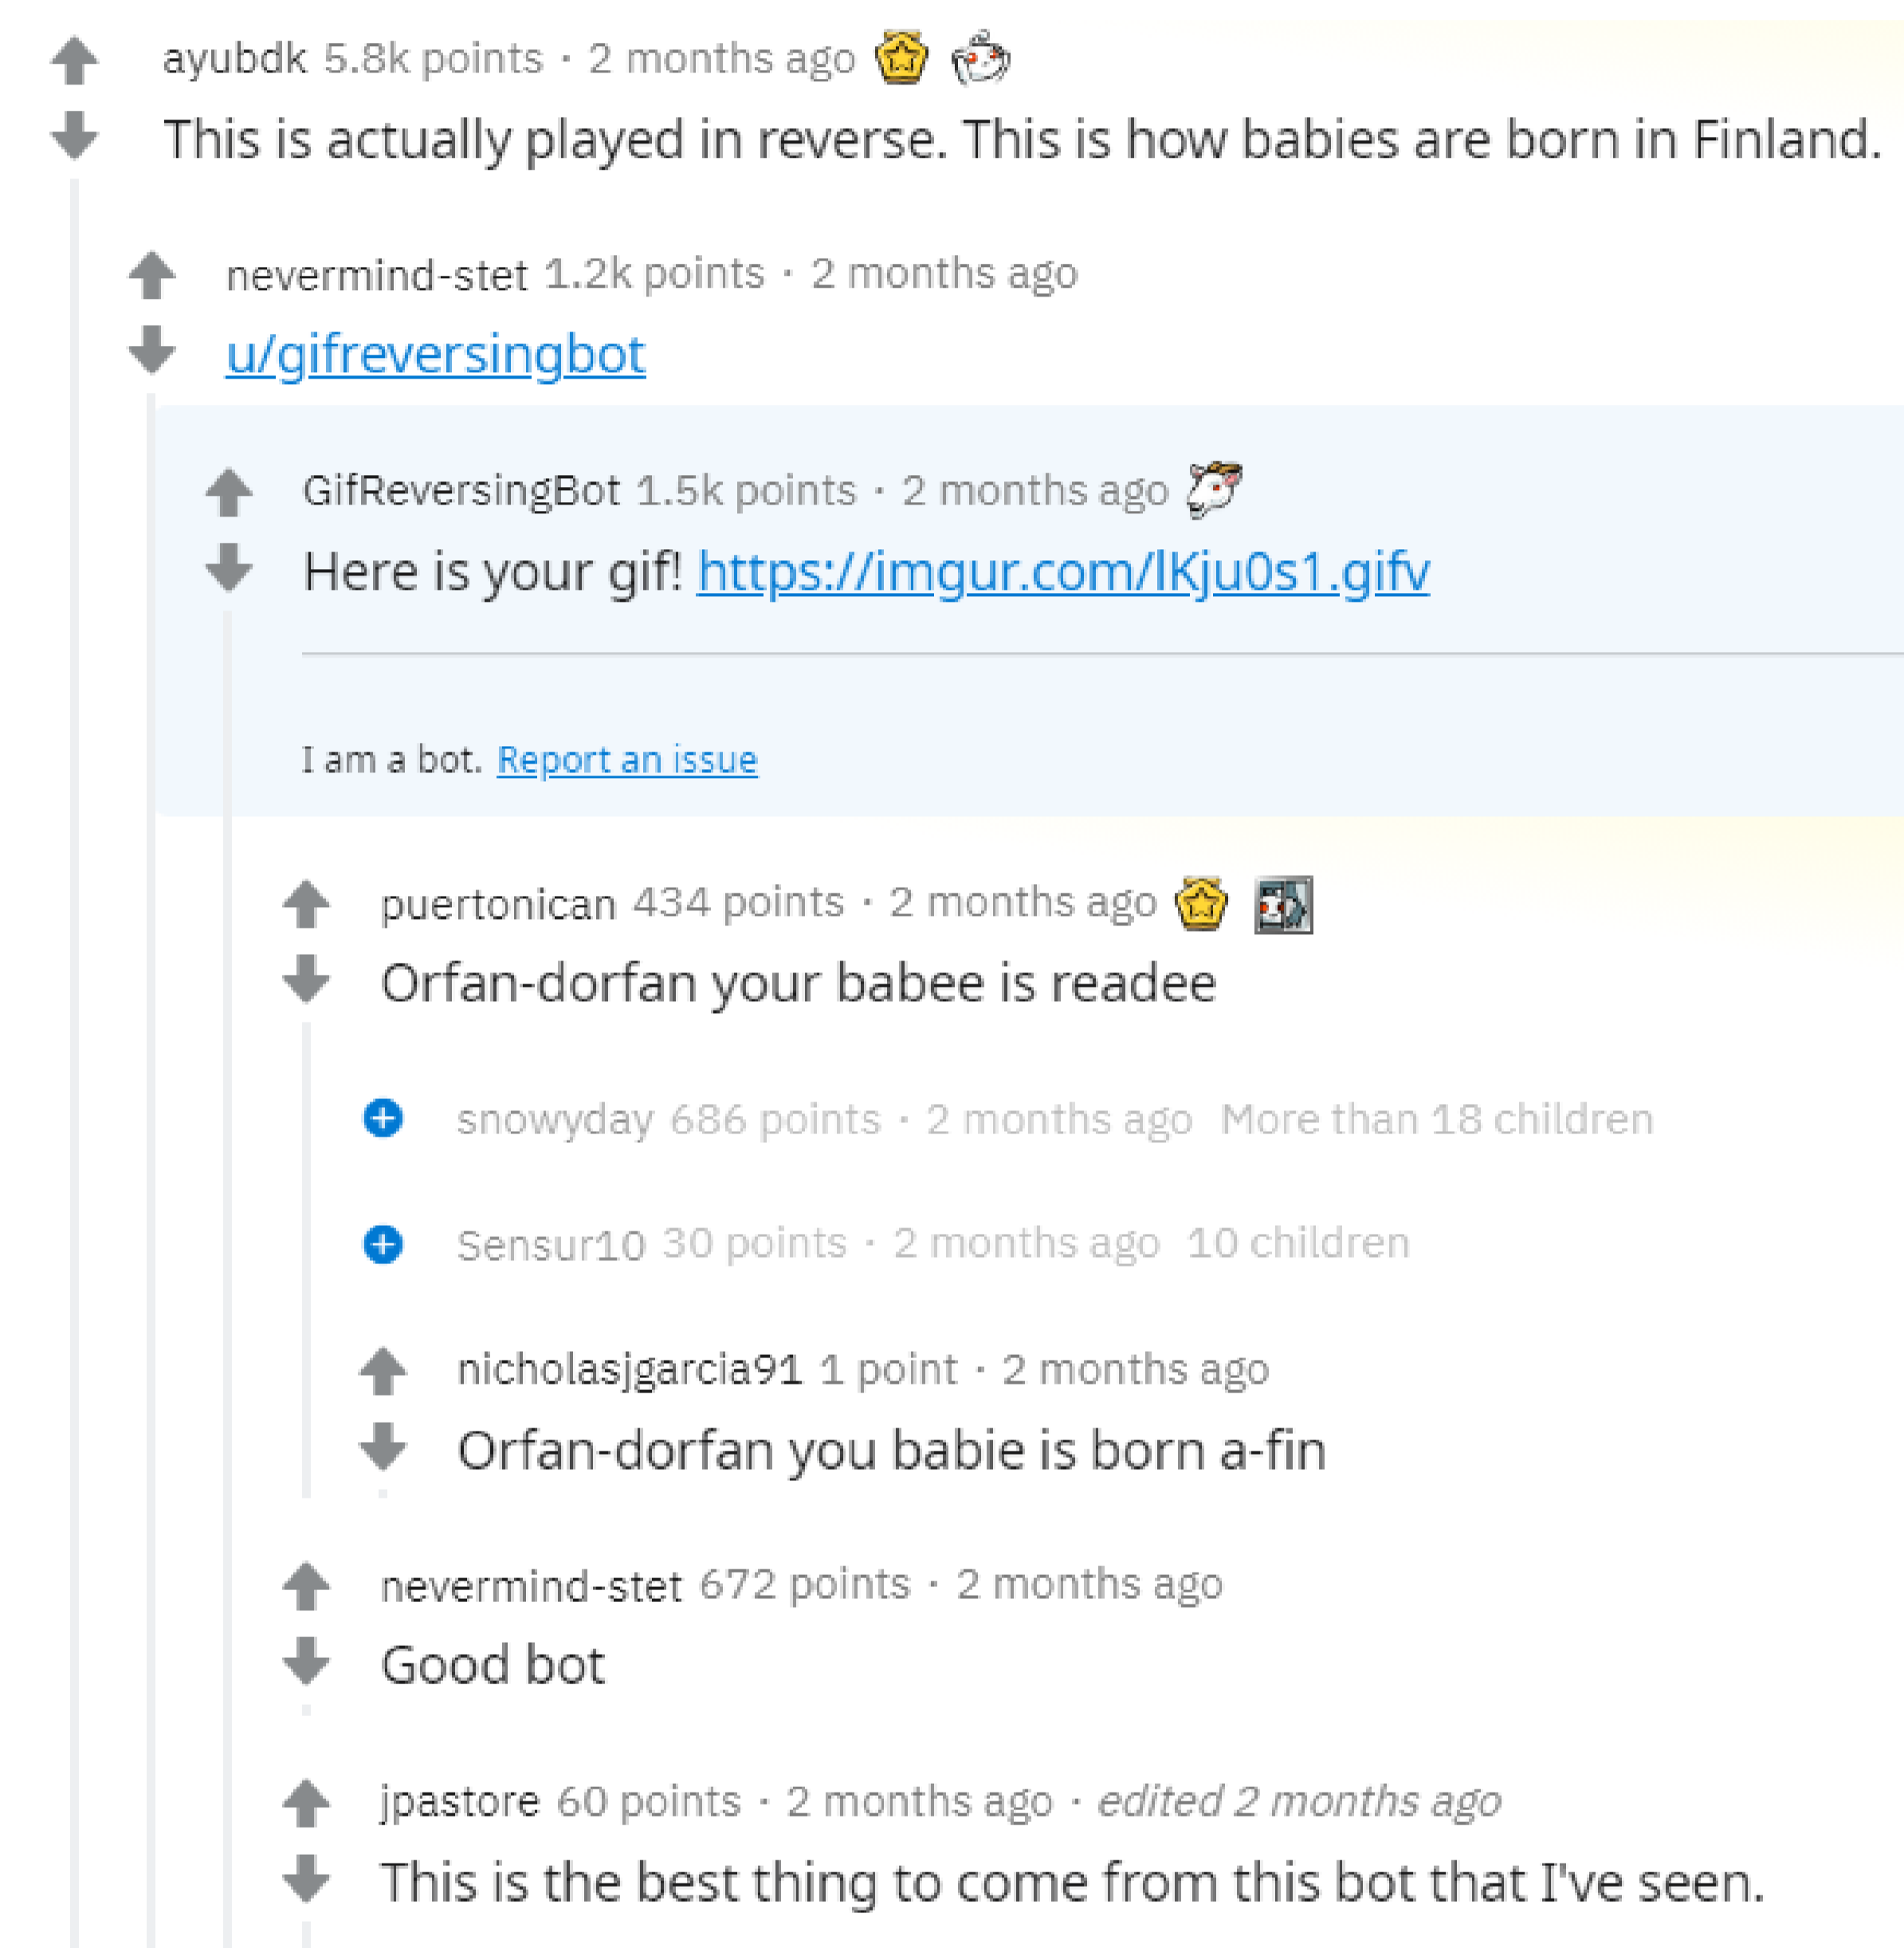 ayubdk 5.8k points · 2 months ago
This is actually played in reverse. This is how babies are born in Finland.
nevermind-stet 1.2k points · 2 months ago
u/gifreversingbot
GifReversingBot 1.5k points · 2 months ago
Here is your gif! https://imgur.com/lKju0s1.gifv
I am a bot. Report an issue
puertonican 434 points · 2 months ago
Orfan-dorfan your babee is readee
snowyday 686 points · 2 months ago More than 18 children
Sensur10 30 points · 2 months ago 10 children
nicholasjgarcia91 1 point · 2 months ago
Orfan-dorfan you babie is born a-fin
nevermind-stet 672 points · 2 months ago
Good bot
jpastore 60 points · 2 months ago · edited 2 months ago
This is the best thing to come from this bot that I've seen.